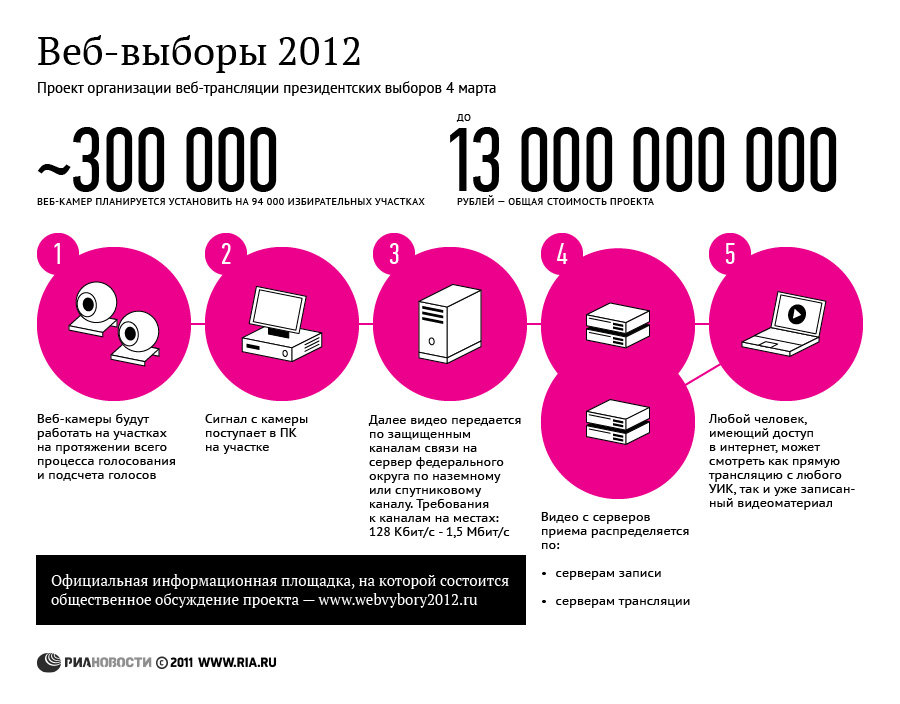 Веб-выборы 2012
Проект организации веб-трансляции президентских выборов 4 марта
~300 000
ВЕБ-КАМЕР ПЛАНИРУЕТСЯ УСТАНОВИТЬ НА 94 000 ИЗБИРАТЕЛЬНЫХ УЧАСТКАХ
ДО
13 000 000 000
РУБЛЕЙ — ОБЩАЯ СТОИМОСТЬ ПРОЕКТА
1
Веб-камеры будут
работать на участках
на протяжении всего
процесса голосования
и подсчета голосов
2
Сигнал с камеры
поступает в ПК
на участке
3
Далее видео передается
по защищенным
каналам связи на
сервер федерального
округа по наземному
или спутниковому
каналу. Требования
к каналам на местах:
128 Кбит/с - 1,5 Мбит/с
4
Видео с серверов
приема распределяется
по:
• серверам записи
• серверам трансляции
5
Любой человек,
имеющий доступ
в интернет, может
смотреть как прямую
трансляцию с любого
УИК, так и уже записан-
ный видеоматериал
Официальная информационная площадка, на которой состоится
общественное обсуждение проекта — www.webvybory2012.ru
РИАНОВОСТИ © 2011 WWW.RIA.RU